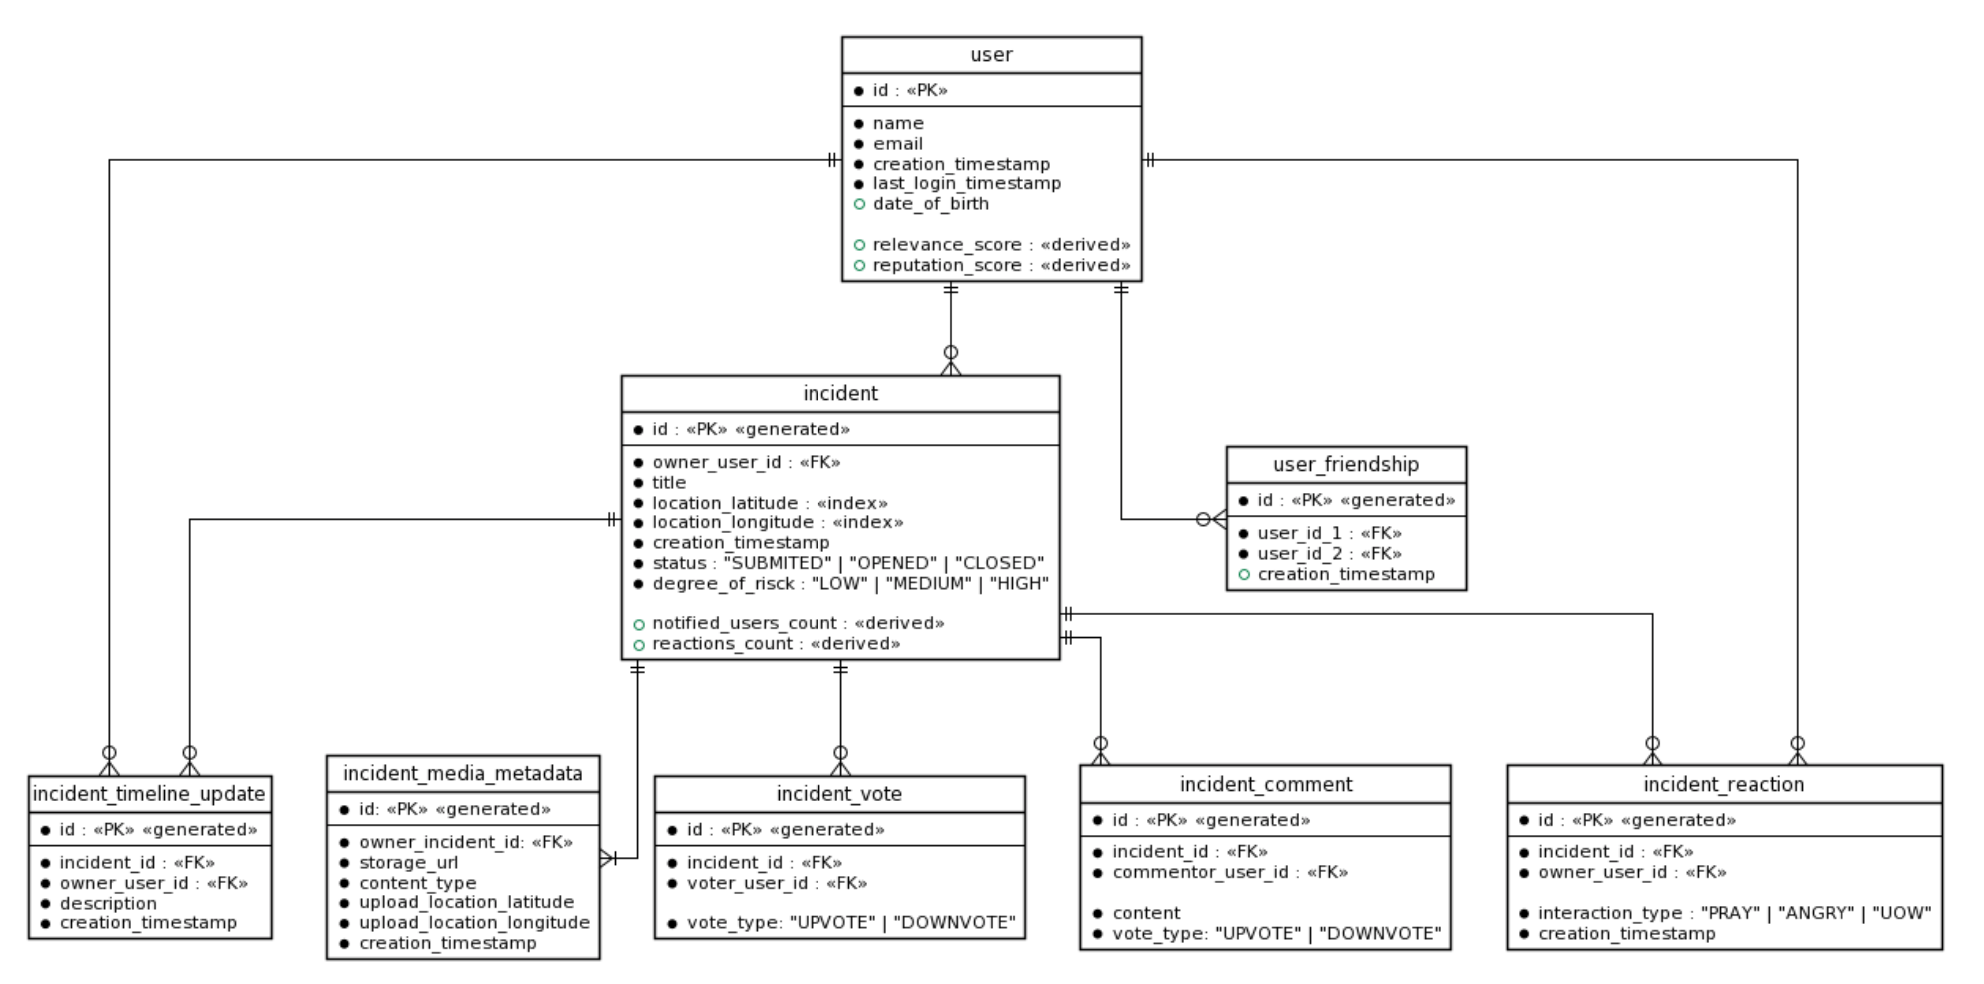 user
id : «PK»
name
email
creation_timestamp
last_login_timestamp
date_of_birth
relevance_score : «derived»
reputation_score : «derived»
incident
id : «PK» «generated»
owner_user_id : «FK»
title
location_latitude : «index»
location_longitude : «index»
creation_timestamp
status : "SUBMITED" | "OPENED" | "CLOSED"
degree_of_risck : "LOW" | "MEDIUM" | "HIGH"
notified_users_count : «derived»
reactions_count : «derived»
user_friendship
id : «PK» «generated»
user_id_1 : «FK»
user_id_2 : «FK»
creation_timestamp
incident_timeline_update
id : «PK» «generated»
incident_id : «FK»
owner_user_id : «FK»
description
creation_timestamp
incident_media_metadata
id: «PK» «generated»
owner_incident_id: «FK»
storage_url
content_type
upload_location_latitude
upload_location_longitude
creation_timestamp
incident_vote
id : «PK» «generated»
incident_id : «FK»
voter_user_id : «FK»
vote_type: "UPVOTE" | "DOWNVOTE"
incident_comment
id : «PK» «generated»
incident_id : «FK»
commentor_user_id : «FK»
content
vote_type: "UPVOTE" | "DOWNVOTE"
incident_reaction
id : «PK» «generated»
incident_id : «FK»
owner_user_id : «FK»
interaction_type : "PRAY" | "ANGRY" | "UOW"
creation_timestamp